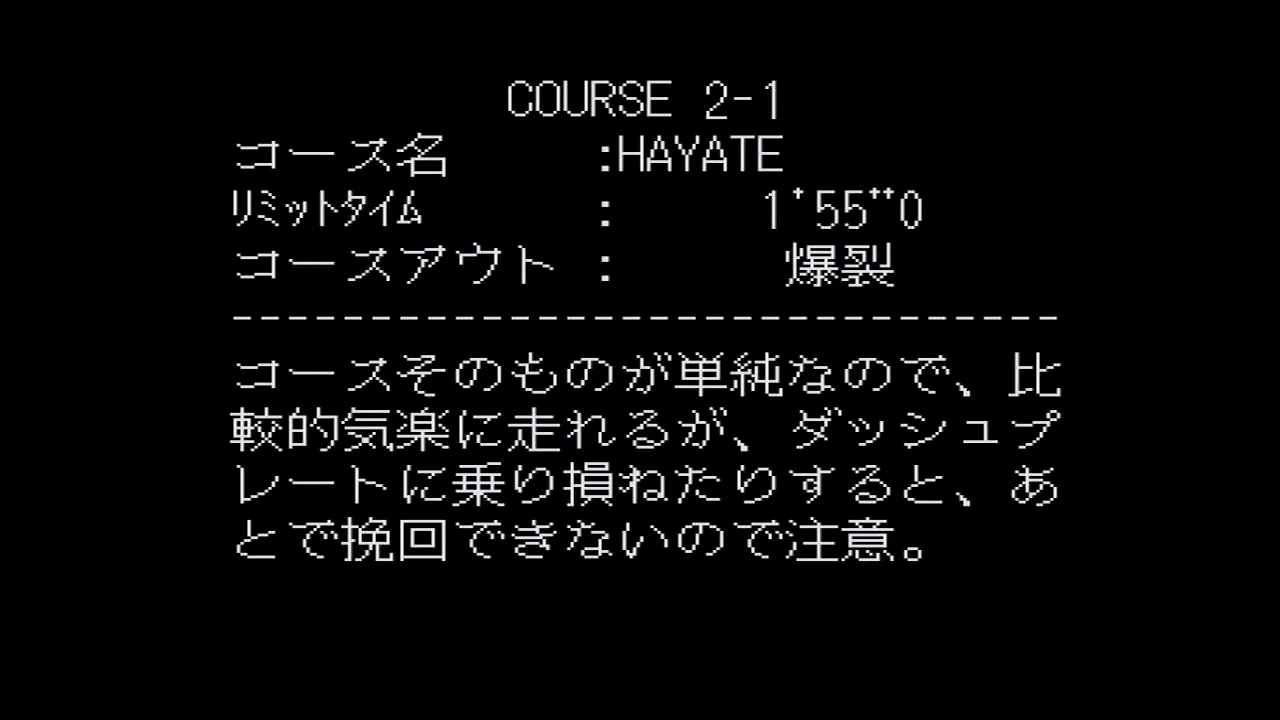 COURSE 2-1
コース名 :HAYATE
ﾘﾐｯﾄﾀｲﾑ : 1'55"0
コースアウト : 爆裂
------------------------------
コースそのものが単純なので、比
較的気楽に走れるが、ダッシュプ
レートに乗り損ねたりすると、あ
とで挽回できないので注意。